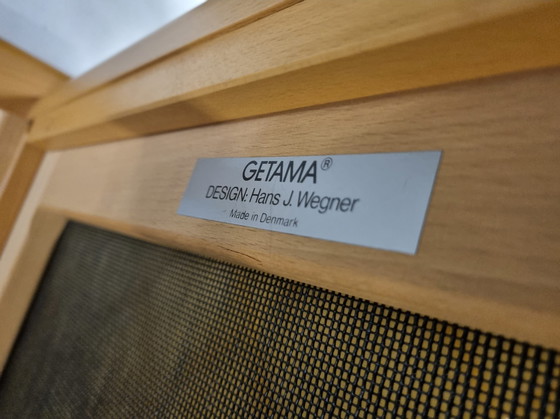 GETAMA®
DESIGN: Hans J. Wegner
Made in Denmark